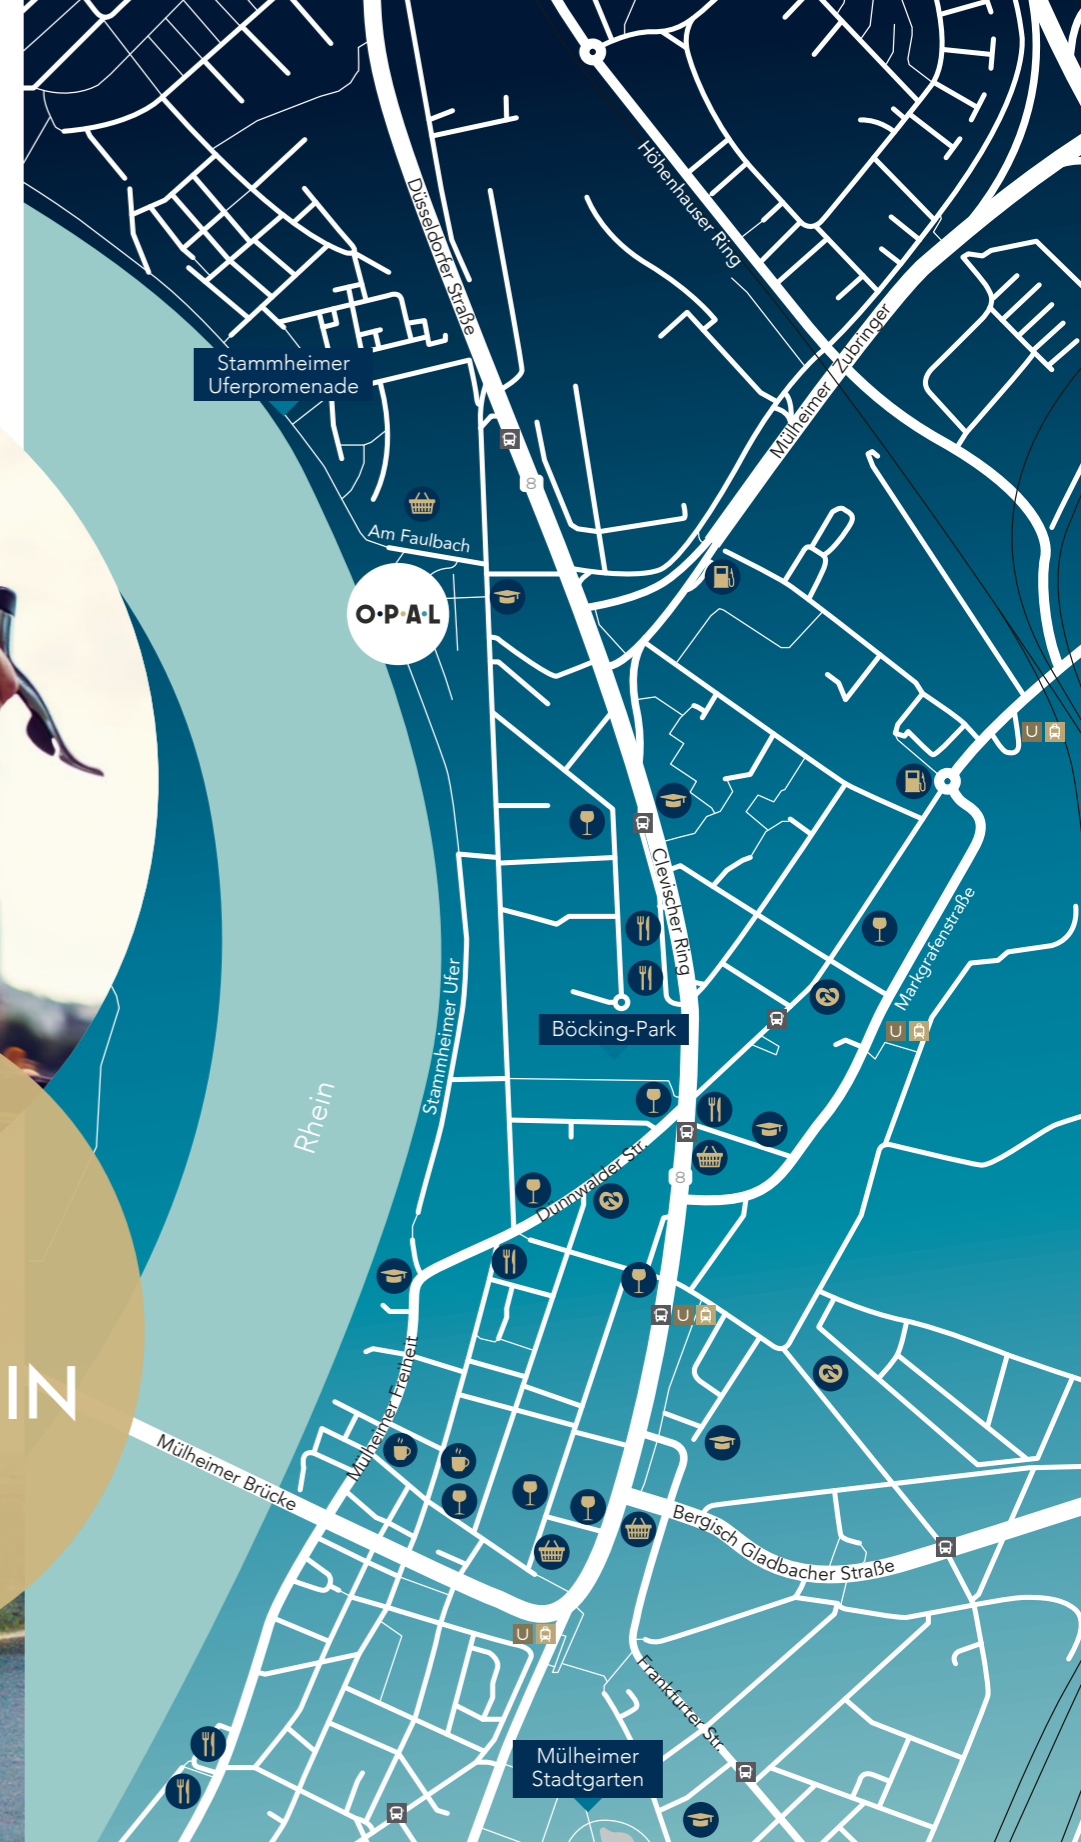 Höhenhauser Ring
Düsseldorfer Straße
Mülheimer Zubringer
Stammheimer
Uferpromenade
8
Am Faulbach
O·P·A·L
U
Clevischer Ring
Markgrafenstraße
Stammheimer Ufer
Böcking-Park
U
Rhein
Dünnwalder Str.
8
U
Mülheimer Freiheit
IN
Mülheimer Brücke
Bergisch Gladbacher Straße
U
Frankfurter Str.
Mülheimer
Stadtgarten